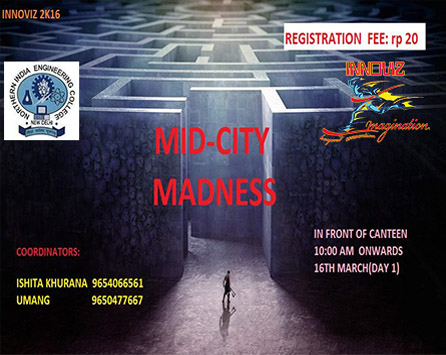 INNOVIZ 2K16
REGISTRATION FEE: rp 20
NORTHERN INDIA ENGINEERING COLLEGE
NEW DELHI
INNOVIZ
Imagination
MID-CITY
MADNESS
IN FRONT OF CANTEEN
10:00 AM ONWARDS
16TH MARCH(DAY 1)
COORDINATORS:
ISHITA KHURANA 9654066561
UMANG 9650477667